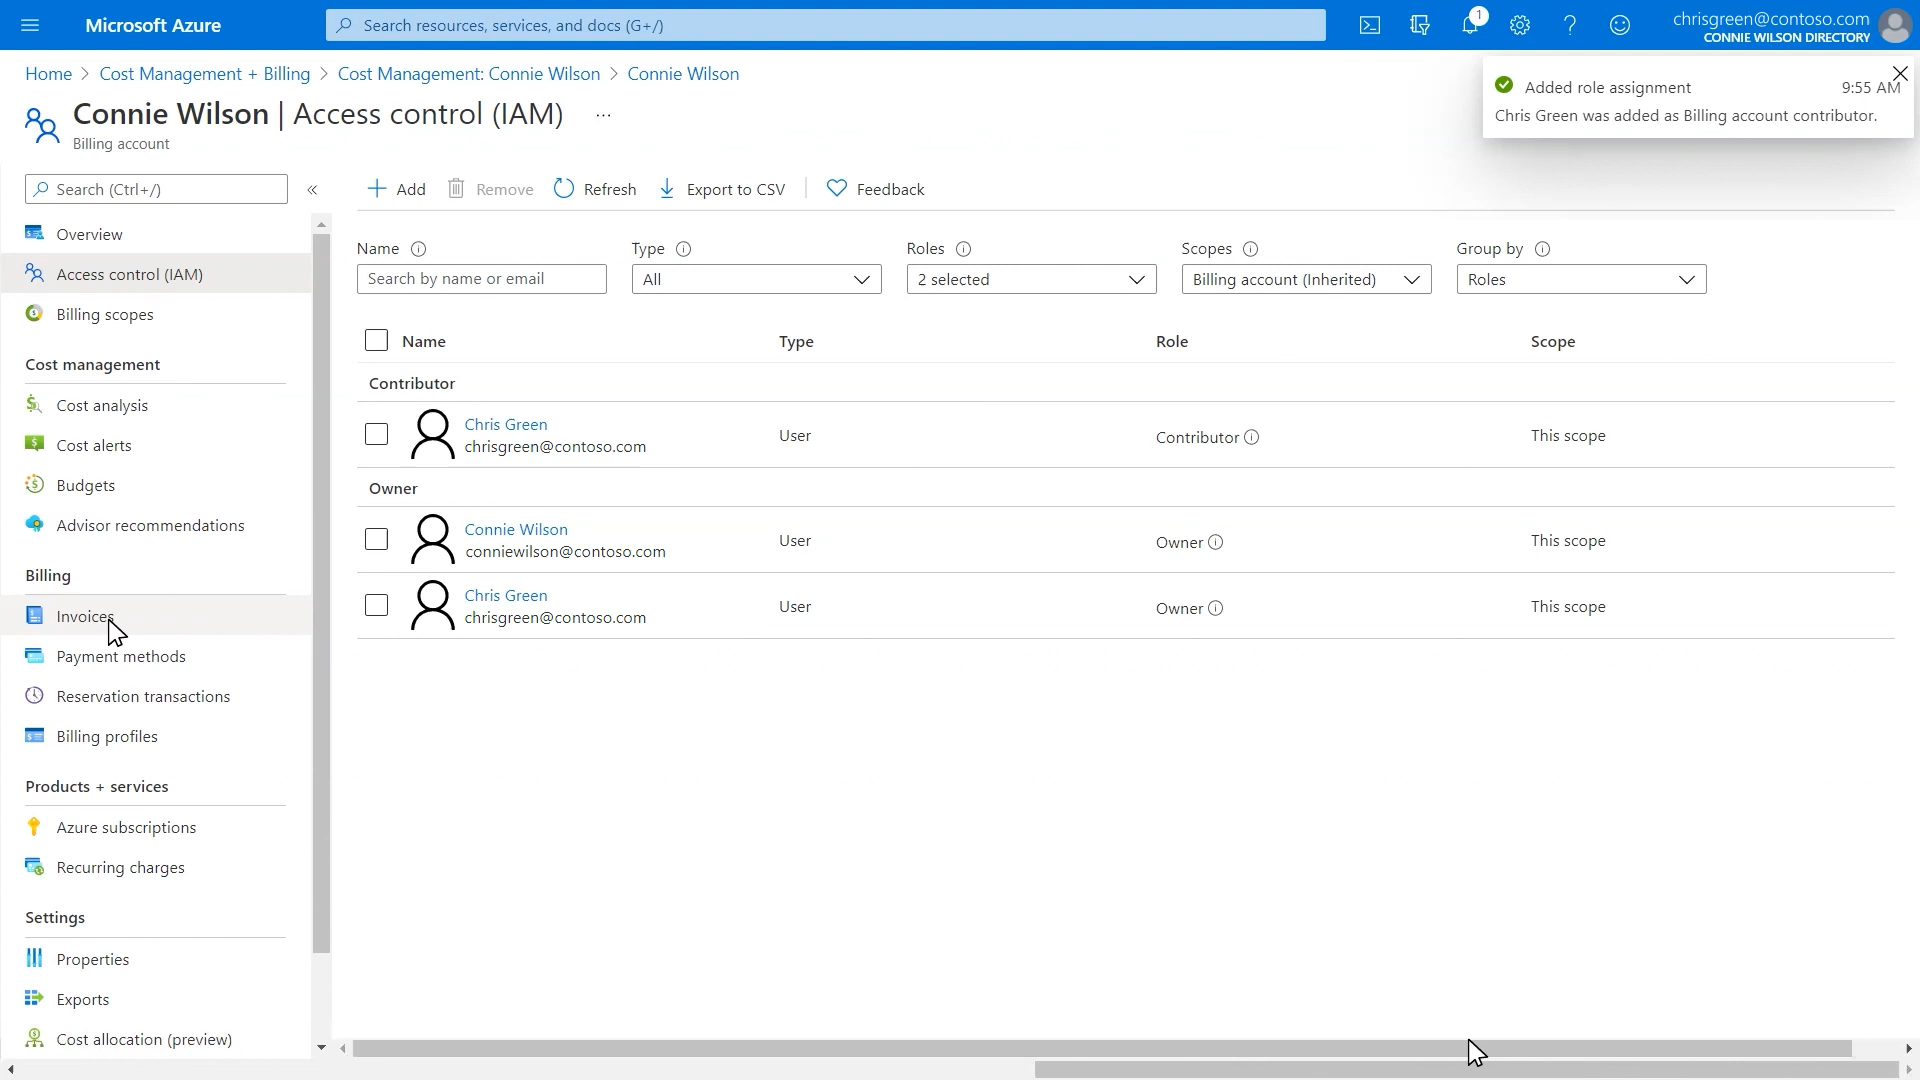 Microsoft Azure
Search resources, services, and docs (G+/)
1
chrisgreen@contoso.com
CONNIE WILSON DIRECTORY
Home > Cost Management + Billing > Cost Management: Connie Wilson > Connie Wilson
Connie Wilson | Access control (IAM) ...
Billing account
Added role assignment 9:55 AM
Chris Green was added as Billing account contributor.
Search (Ctrl+/) «
Overview
Access control (IAM)
Billing scopes
Cost management
Cost analysis
Cost alerts
Budgets
Advisor recommendations
Billing
Invoices
Payment methods
Reservation transactions
Billing profiles
Products + services
Azure subscriptions
Recurring charges
Settings
Properties
Exports
Cost allocation (preview)
+ Add Remove Refresh Export to CSV Feedback
Name Type Roles Scopes Group by
Search by name or email All 2 selected Billing account (Inherited) Roles
Name Type Role Scope
Contributor
Chris Green
chrisgreen@contoso.com User Contributor This scope
Owner
Connie Wilson
conniewilson@contoso.com User Owner This scope
Chris Green
chrisgreen@contoso.com User Owner This scope